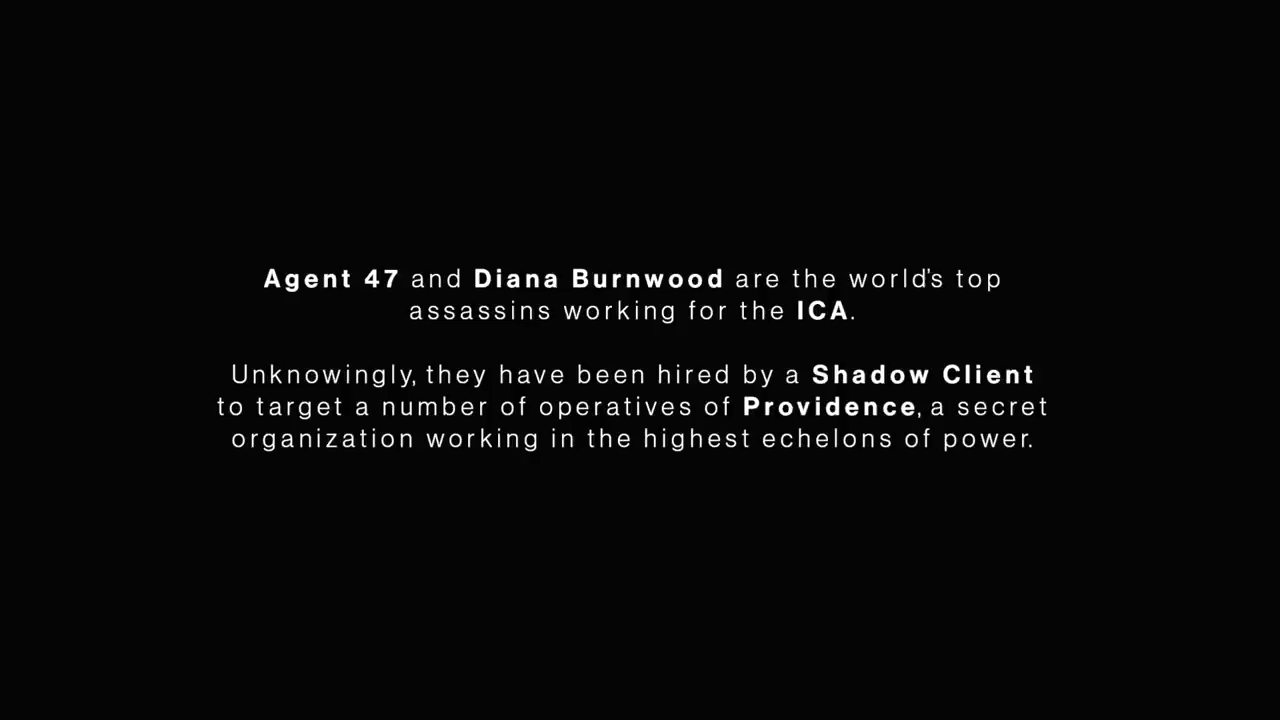 Agent 47 and Diana Burnwood are the world's top
assassins working for the ICA.
Unknowingly, they have been hired by a Shadow Client
to target a number of operatives of Providence, a secret
organization working in the highest echelons of power.